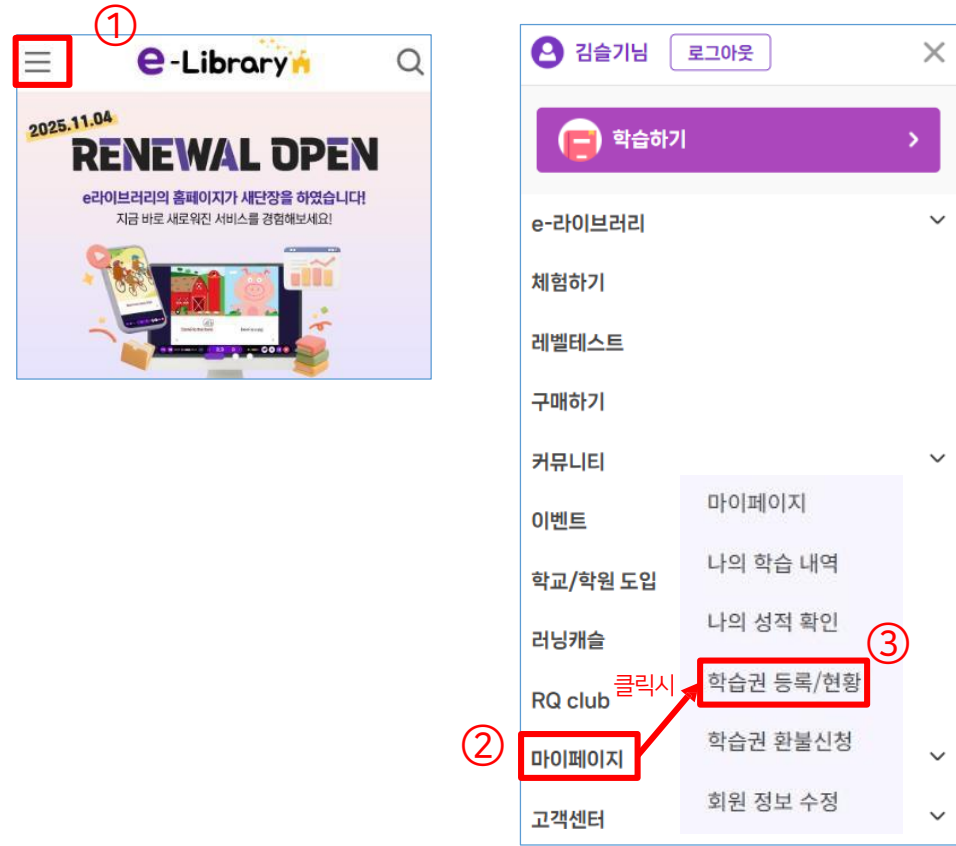 ①
e-Library
2025.11.04
RENEWAL OPEN
e라이브러리의 홈페이지가 새단장을 하였습니다!
지금 바로 새로워진 서비스를 경험해보세요!
김슬기님 로그아웃
학습하기
e-라이브러리
체험하기
레벨테스트
구매하기
커뮤니티
이벤트
학교/학원 도입
러닝캐슬
RQ club
② 마이페이지
고객센터
클릭시
마이페이지
나의 학습 내역
나의 성적 확인
③
학습권 등록/현황
학습권 환불신청
회원 정보 수정